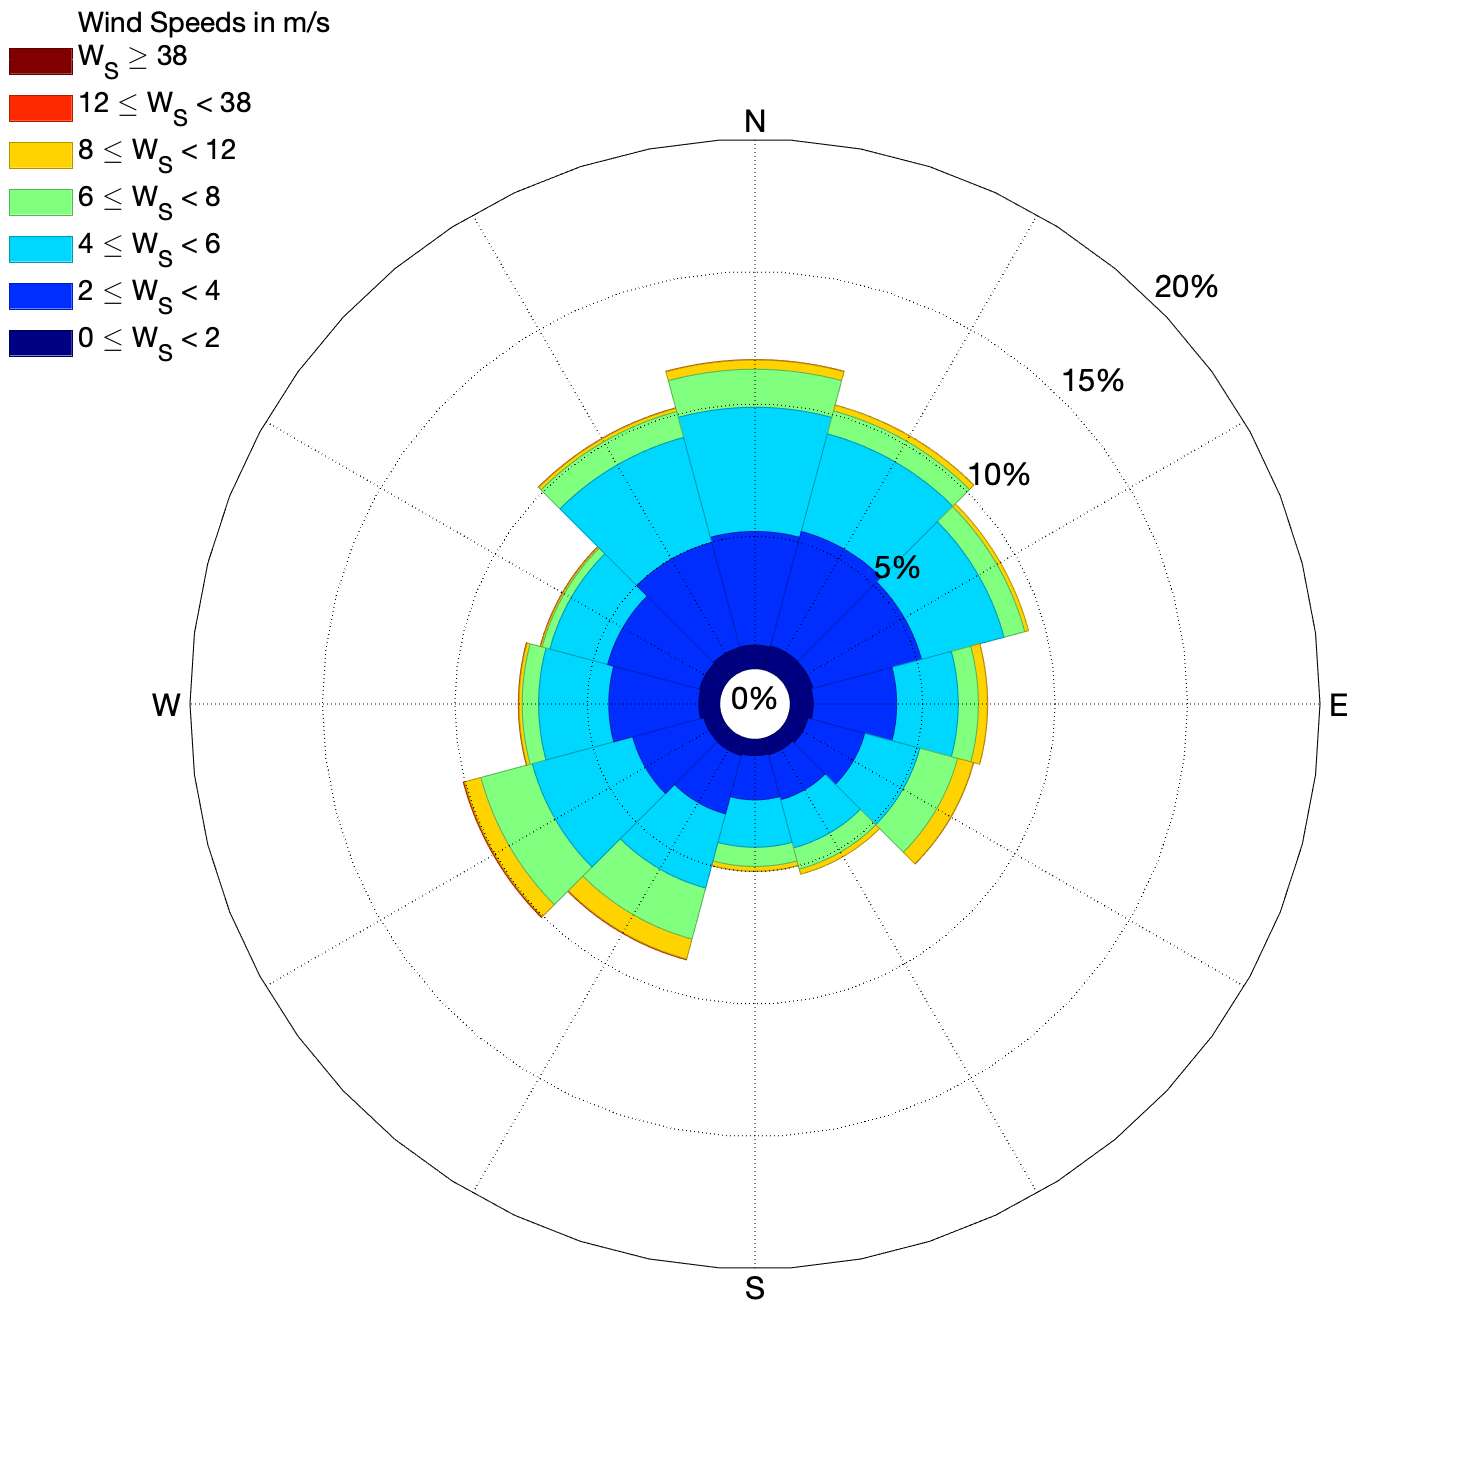 Wind Speeds in m/s
W_S ≥ 38
12 ≤ W_S < 38
8 ≤ W_S < 12
6 ≤ W_S < 8
4 ≤ W_S < 6
2 ≤ W_S < 4
0 ≤ W_S < 2
N
20%
15%
10%
5%
0%
W
E
S